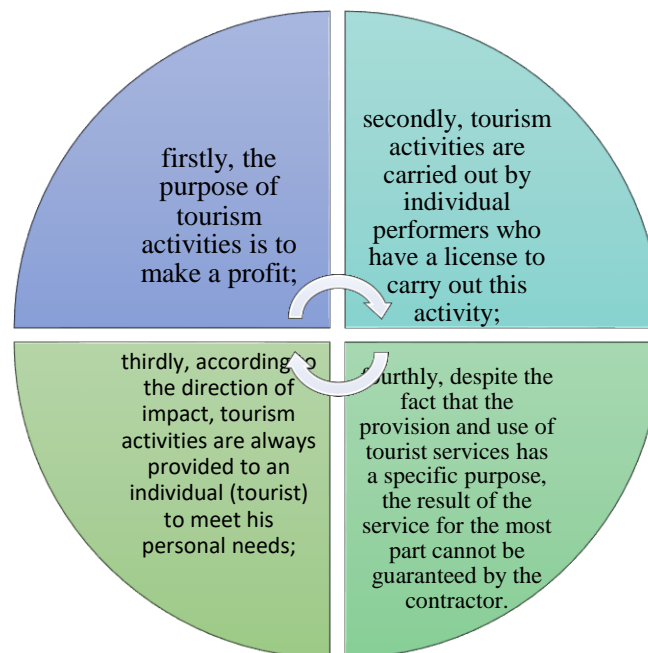 firstly, the
purpose of
tourism
activities is to
make a profit;
secondly, tourism
activities are
carried out by
individual
performers who
have a license to
carry out this
activity;
thirdly, according to
the direction of
impact, tourism
activities are always
provided to an
individual (tourist)
to meet his
personal needs;
fourthly, despite the
fact that the
provision and use of
tourist services has
a specific purpose,
the result of the
service for the most
part cannot be
guaranteed by the
contractor.